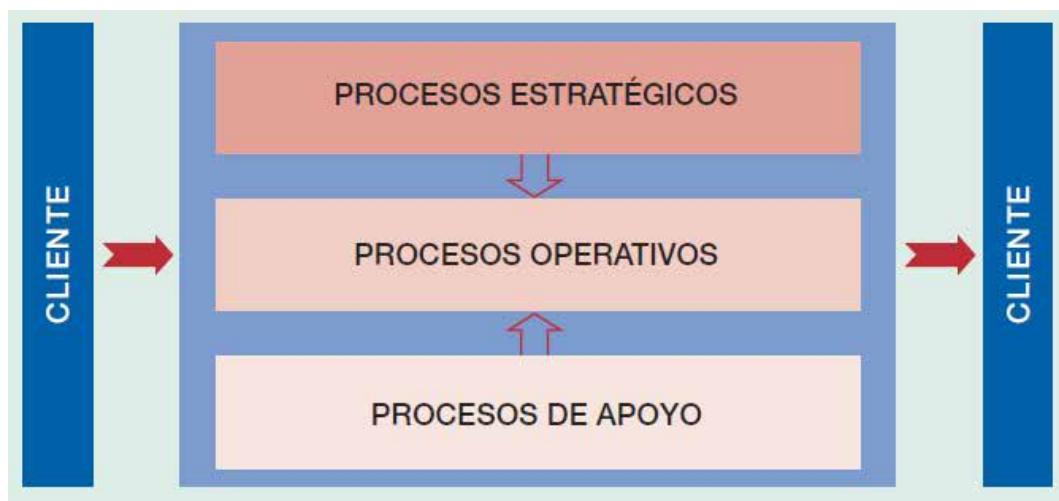 CLIENTE
PROCESOS ESTRATÉGICOS
PROCESOS OPERATIVOS
PROCESOS DE APOYO
CLIENTE